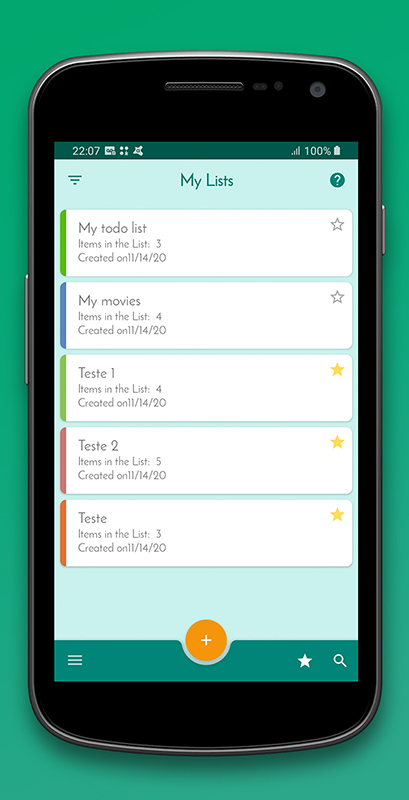 22:07 100%
My Lists
My todo list
Items in the List: 3
Created on11/14/20
My movies
Items in the List: 4
Created on11/14/20
Teste 1
Items in the List: 4
Created on11/14/20
Teste 2
Items in the List: 5
Created on11/14/20
Teste
Items in the List: 3
Created on11/14/20